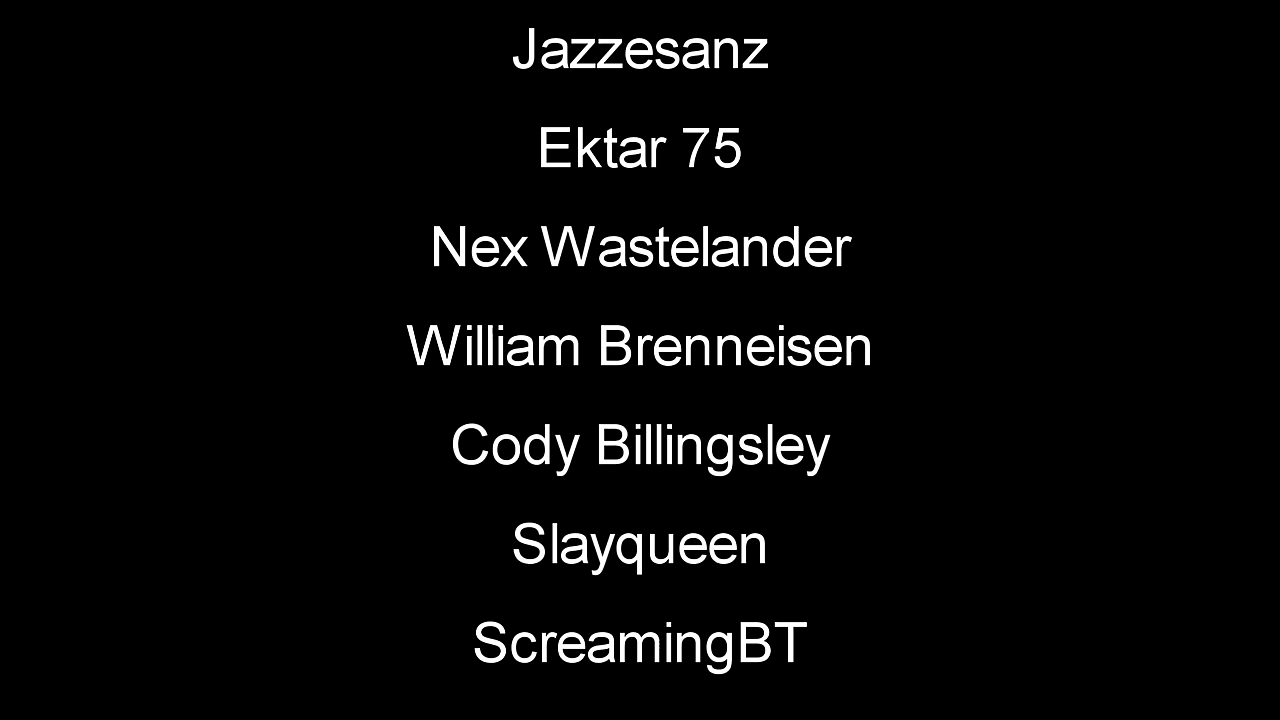 Jazzesanz
Ektar 75
Nex Wastelander
William Brenneisen
Cody Billingsley
Slayqueen
ScreamingBT